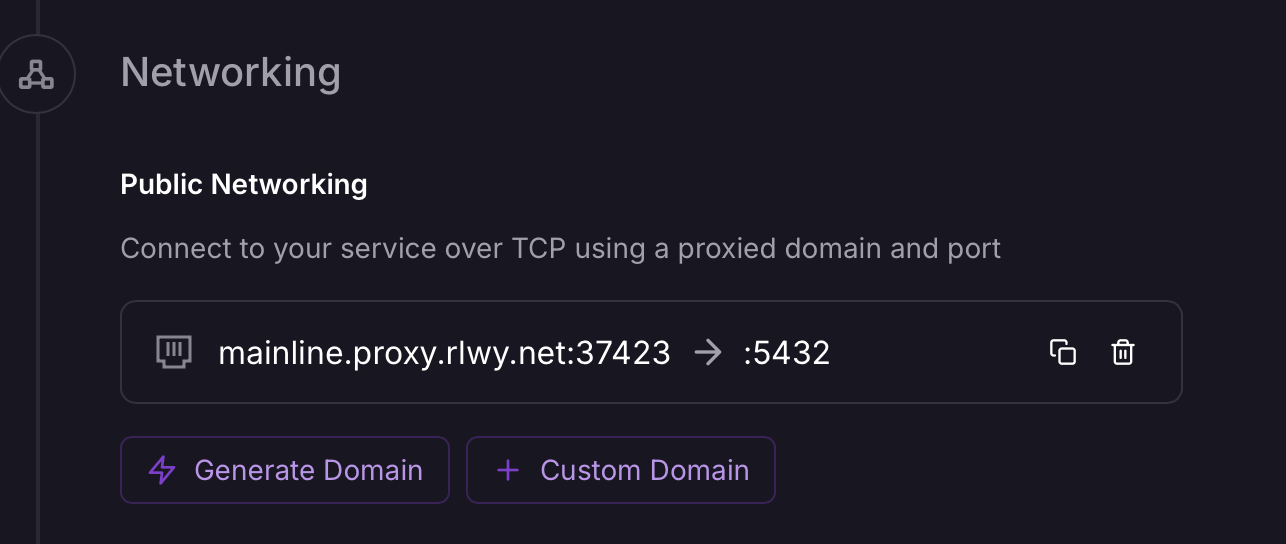 Networking
Public Networking
Connect to your service over TCP using a proxied domain and port
mainline.proxy.rlwy.net:37423 → :5432
Generate Domain
Custom Domain